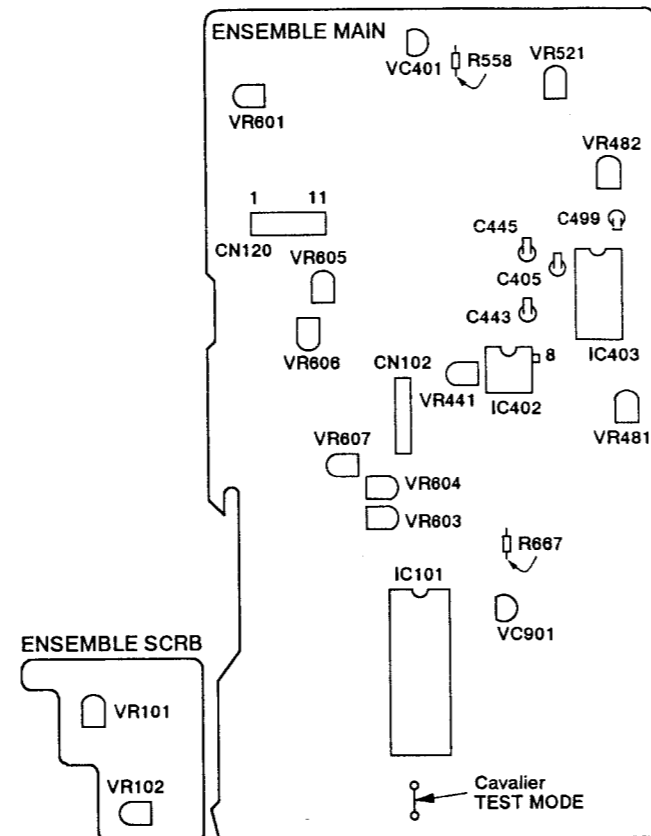 ENSEMBLE MAIN
VC401
R558
VR521
VR601
VR482
1 11
CN120
C445
C499
VR605
C405
C443
VR606
CN102
8
IC403
VR441
IC402
VR481
VR607
VR604
VR603
R667
IC101
VC901
ENSEMBLE SCRB
VR101
VR102
Cavalier
TEST MODE